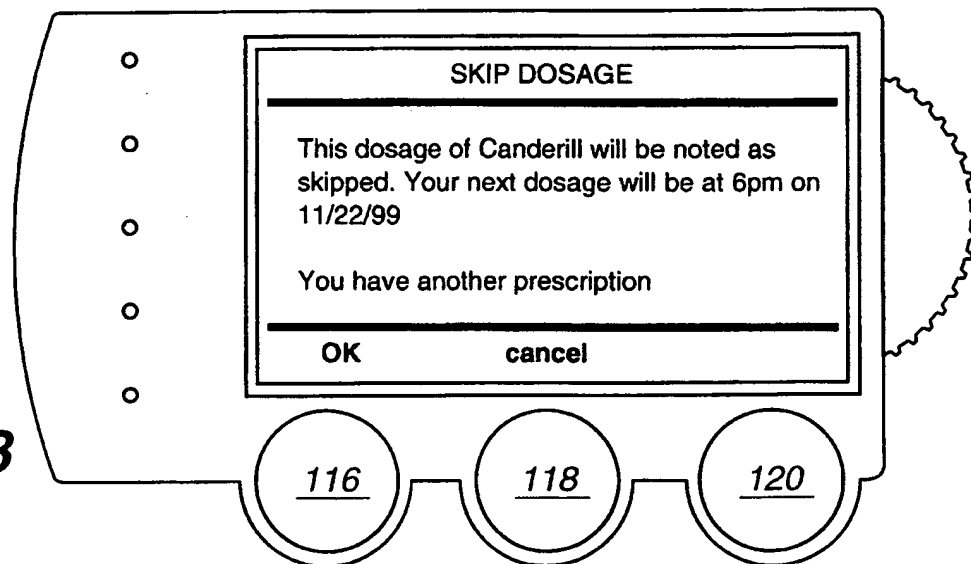 SKIP DOSAGE
This dosage of Canderill will be noted as
skipped. Your next dosage will be at 6pm on
11/22/99
You have another prescription
OK cancel
116 118 120